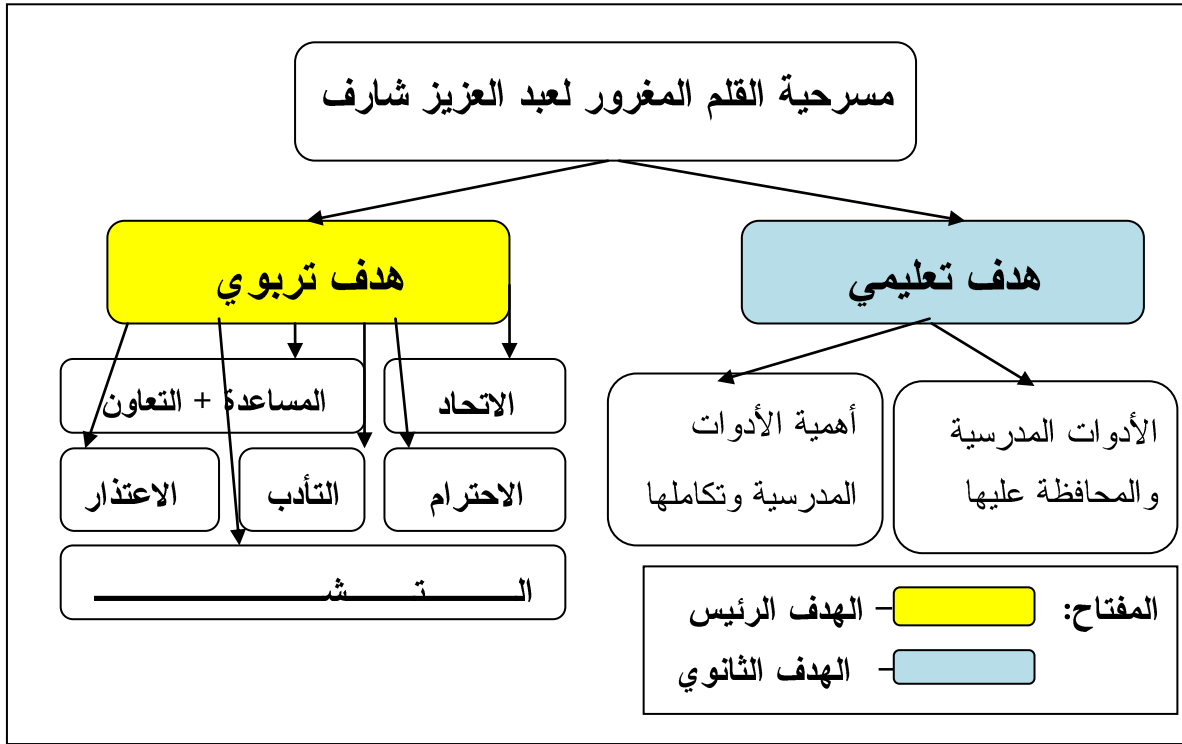 مسرحية القلم المغرور لعبد العزيز شارف
هدف تعليمي
هدف تربوي
الأدوات المدرسية
والمحافظة عليها
أهمية الأدوات
المدرسية وتكاملها
الاتحاد
المساعدة + التعاون
الاحترام
التأدب
الاعتذار
الـــــتــــشـــــــــــــــــ
المفتاح:
– الهدف الرئيس
– الهدف الثانوي